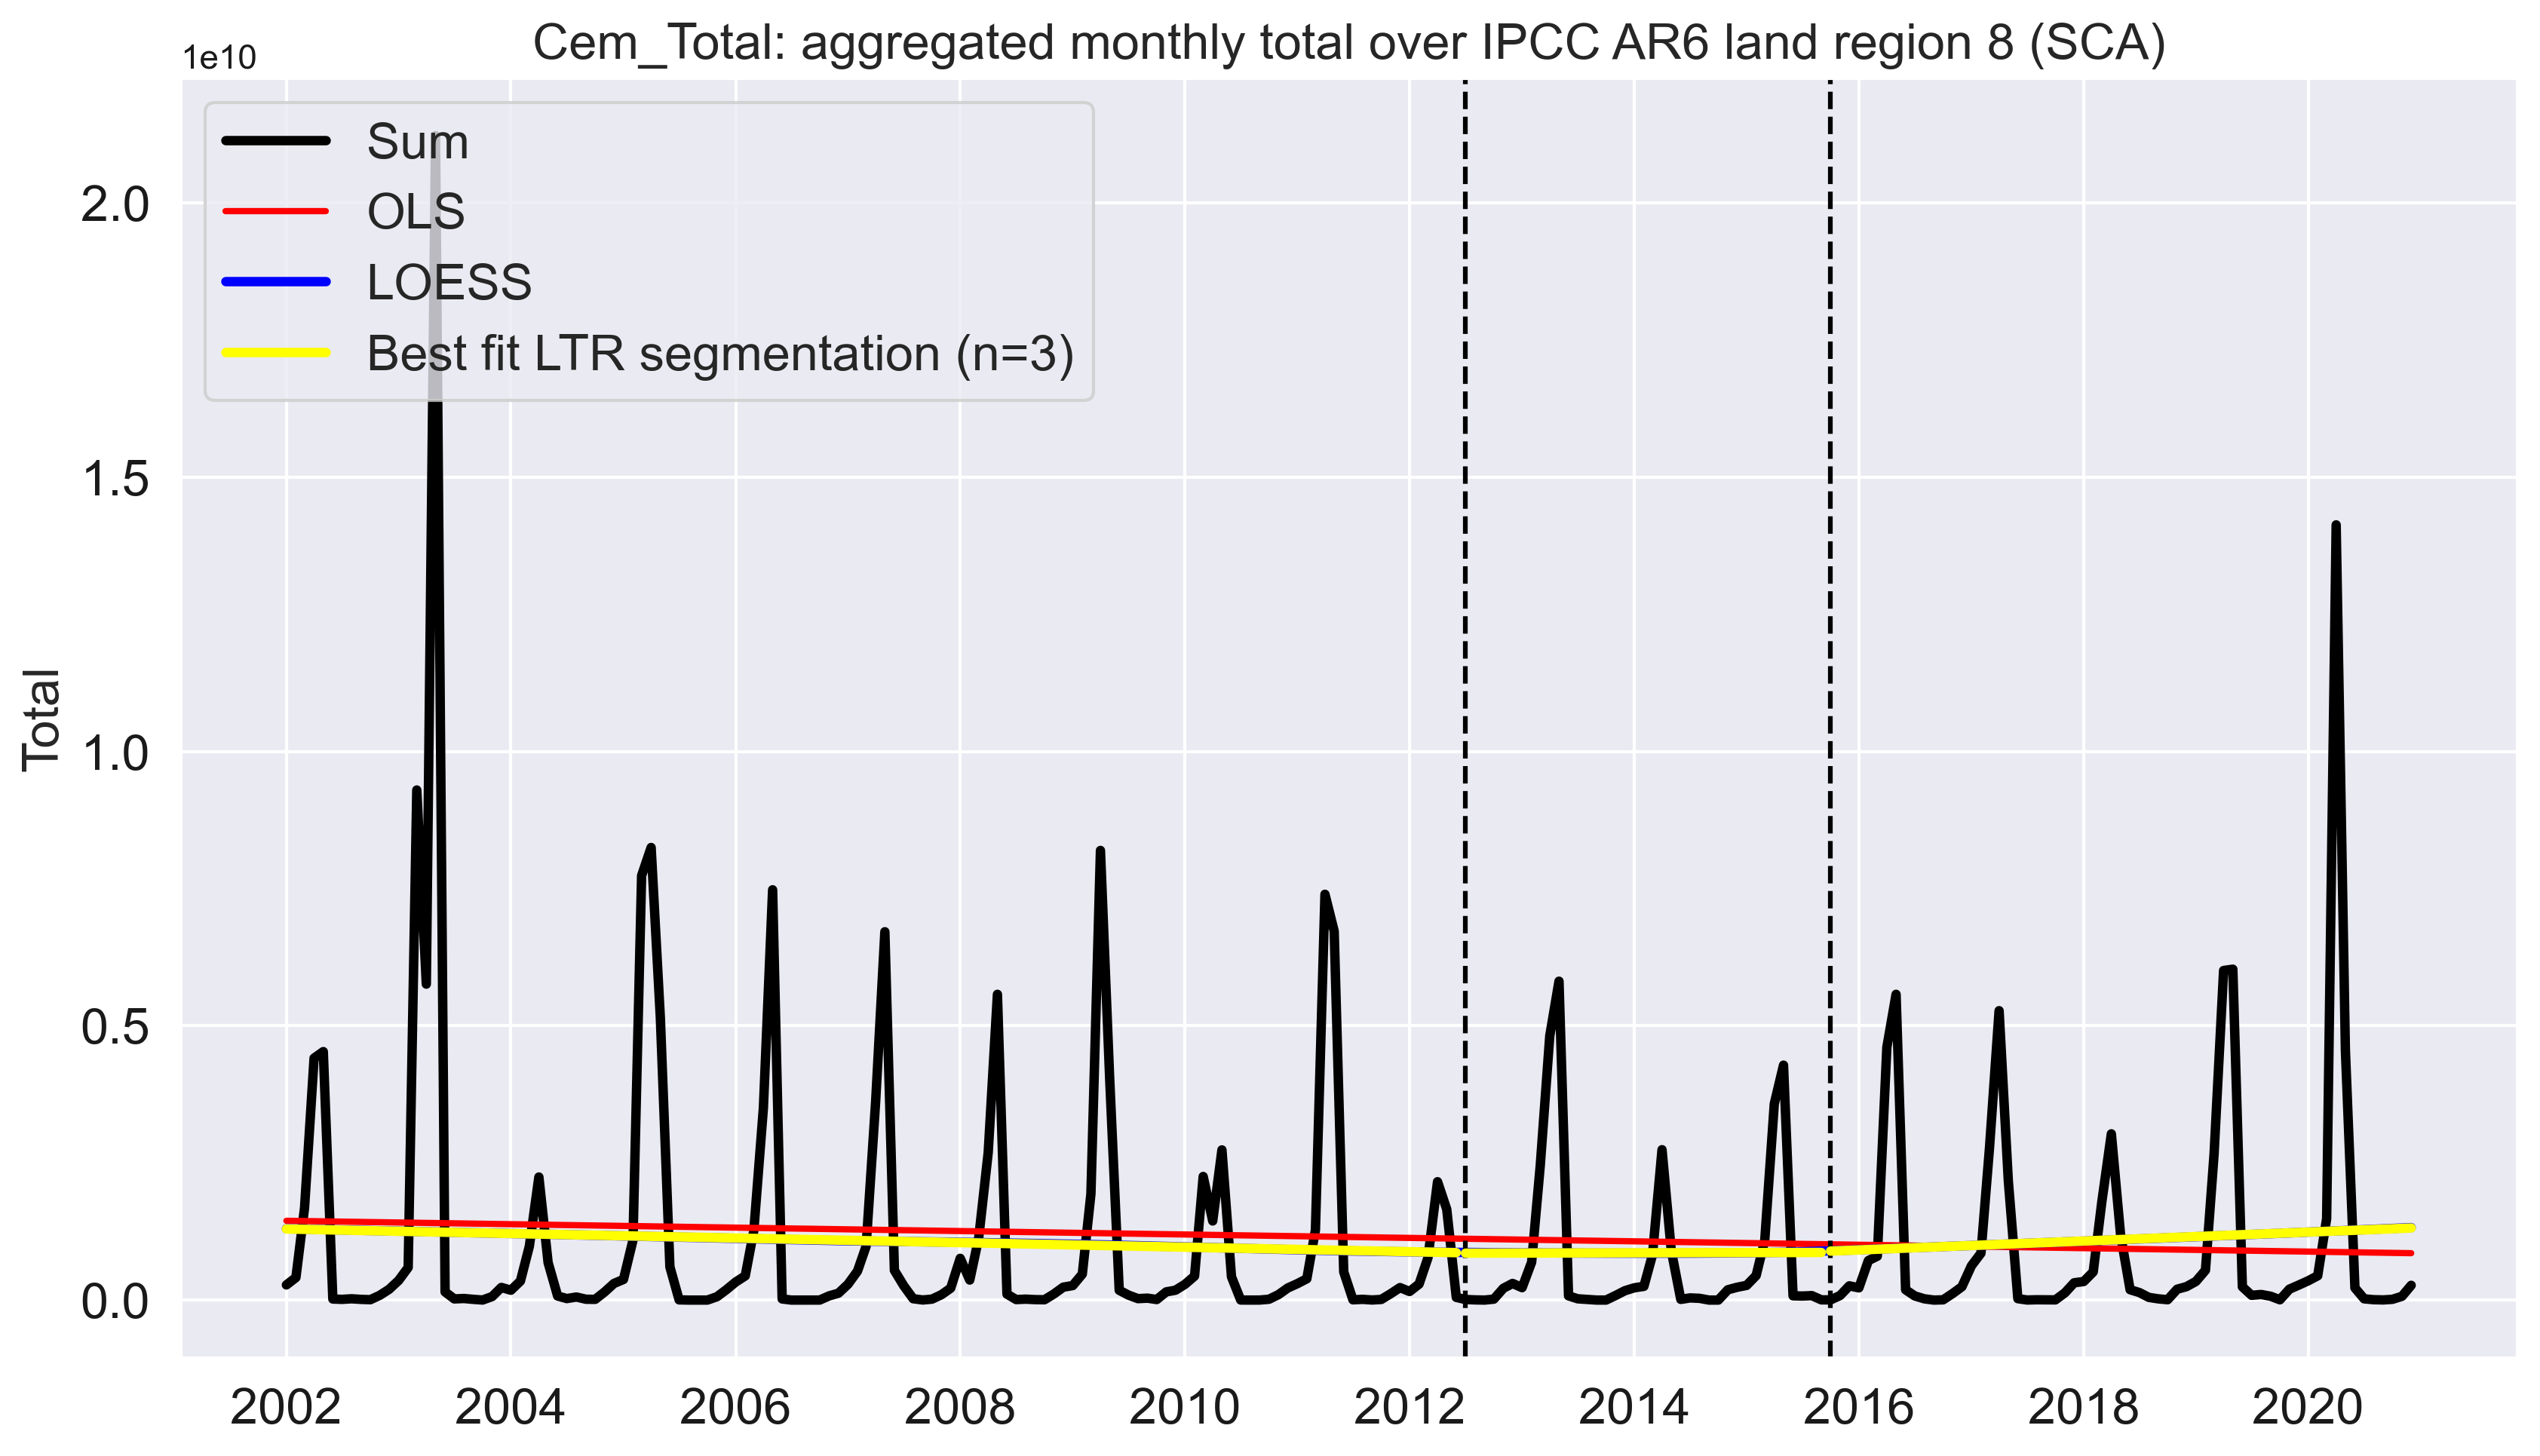 Cem_Total: aggregated monthly total over IPCC AR6 land region 8 (SCA)
1e10
Sum
OLS
LOESS
Best fit LTR segmentation (n=3)
Total
2.0
1.5
1.0
0.5
0.0
2002 2004 2006 2008 2010 2012 2014 2016 2018 2020